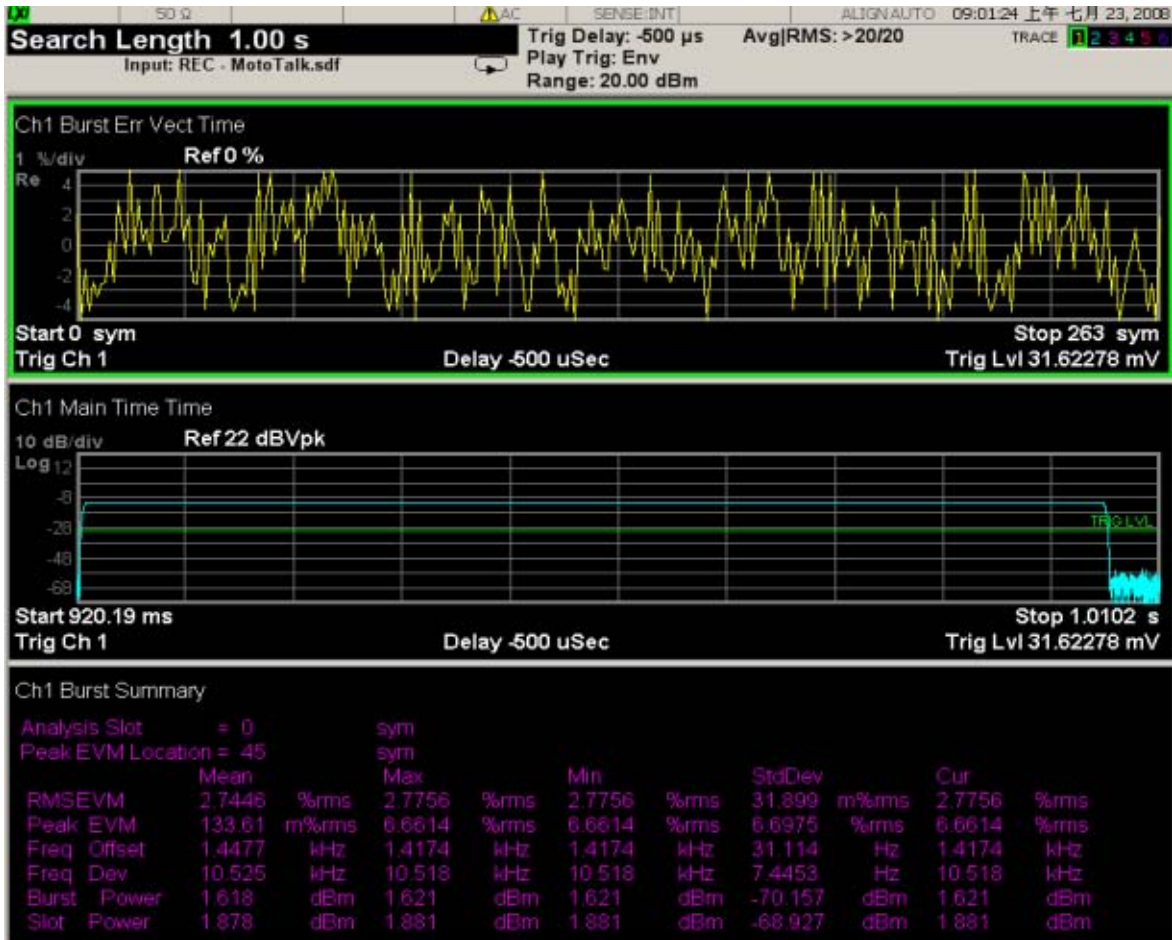 LXI 50 Ω AC SENSE:INT ALIGN AUTO 09:01:24 上午 七月 23, 2008
Search Length 1.00 s
Input: REC - MotoTalk.sdf
Trig Delay: -500 µs
Play Trig: Env
Range: 20.00 dBm
Avg|RMS: >20/20
TRACE 1 2 3 4 5 6
Ch1 Burst Err Vect Time
1 %/div Ref 0 %
Re 4
2
0
-2
-4
Start 0 sym Stop 263 sym
Trig Ch 1 Delay -500 uSec Trig Lvl 31.62278 mV
Ch1 Main Time Time
10 dB/div Ref 22 dBVpk
Log 12
-8
-28
TRIG LVL
-48
-68
Start 920.19 ms Stop 1.0102 s
Trig Ch 1 Delay -500 uSec Trig Lvl 31.62278 mV
Ch1 Burst Summary
Analysis Slot = 0 sym
Peak EVM Location = 45 sym
Mean Max Min StdDev Cur
RMSEVM 2.7446 %rms 2.7756 %rms 2.7756 %rms 31.899 m%rms 2.7756 %rms
Peak EVM 133.61 m%rms 6.6614 %rms 6.6614 %rms 6.6975 %rms 6.6614 %rms
Freq Offset 1.4477 kHz 1.4174 kHz 1.4174 kHz 31.114 Hz 1.4174 kHz
Freq Dev 10.525 kHz 10.518 kHz 10.518 kHz 7.4453 Hz 10.518 kHz
Burst Power 1.618 dBm 1.621 dBm 1.621 dBm -70.157 dBm 1.621 dBm
Slot Power 1.878 dBm 1.881 dBm 1.881 dBm -68.927 dBm 1.881 dBm